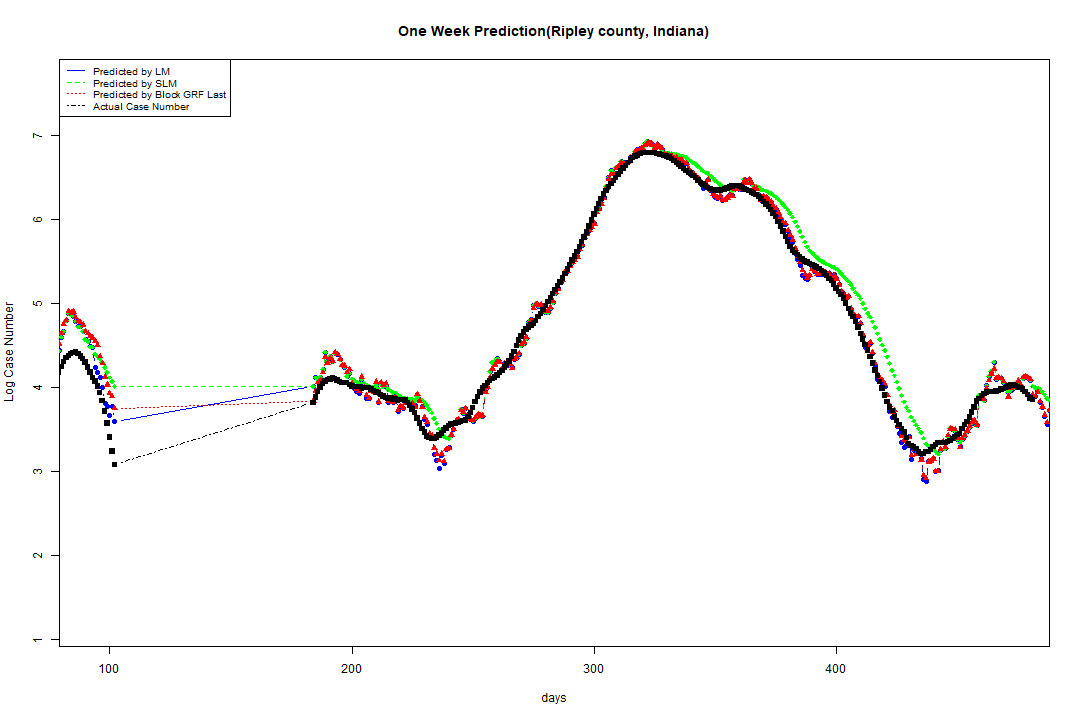 One Week Prediction(Ripley county, Indiana)
Predicted by LM
Predicted by SLM
Predicted by Block GRF Last
Actual Case Number
7
6
5
4
3
2
1
Log Case Number
100 200 300 400
days